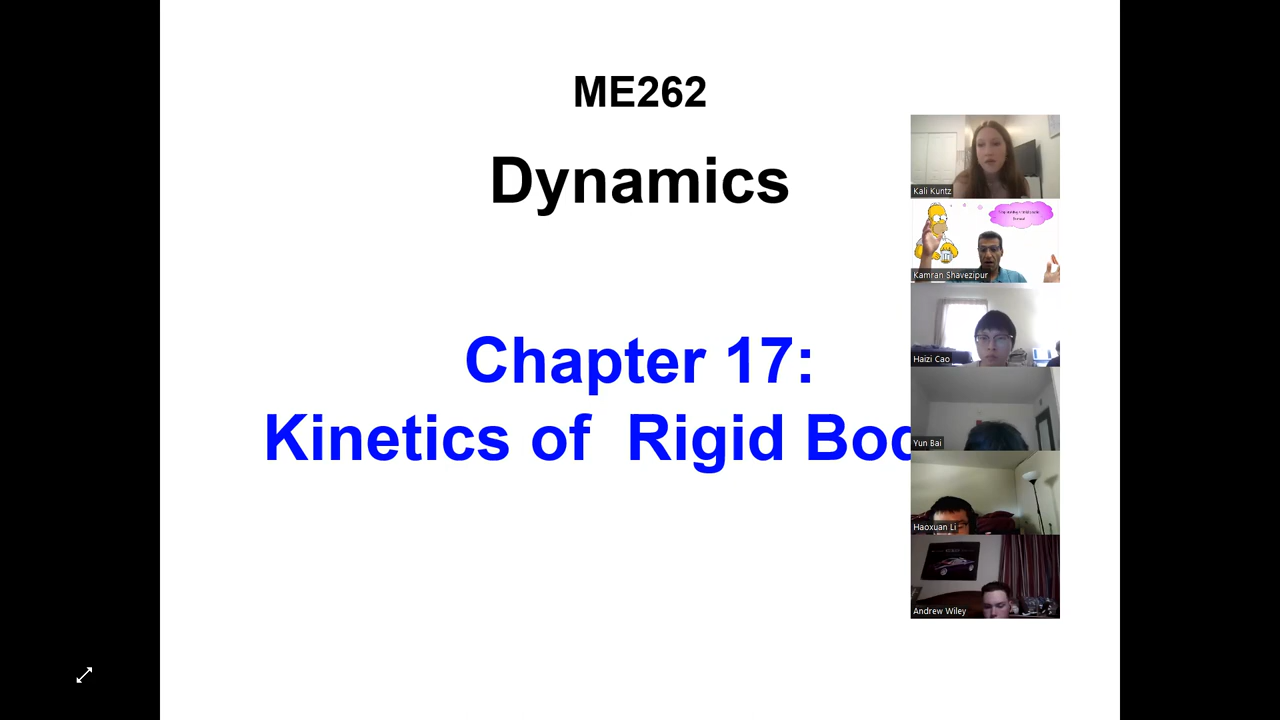 ME262
Dynamics
Chapter 17:
Kinetics of Rigid Bod
Kali Kuntz
Kamran Shavezipur
Haizi Cao
Yun Bai
Haoxuan Li
Andrew Wiley